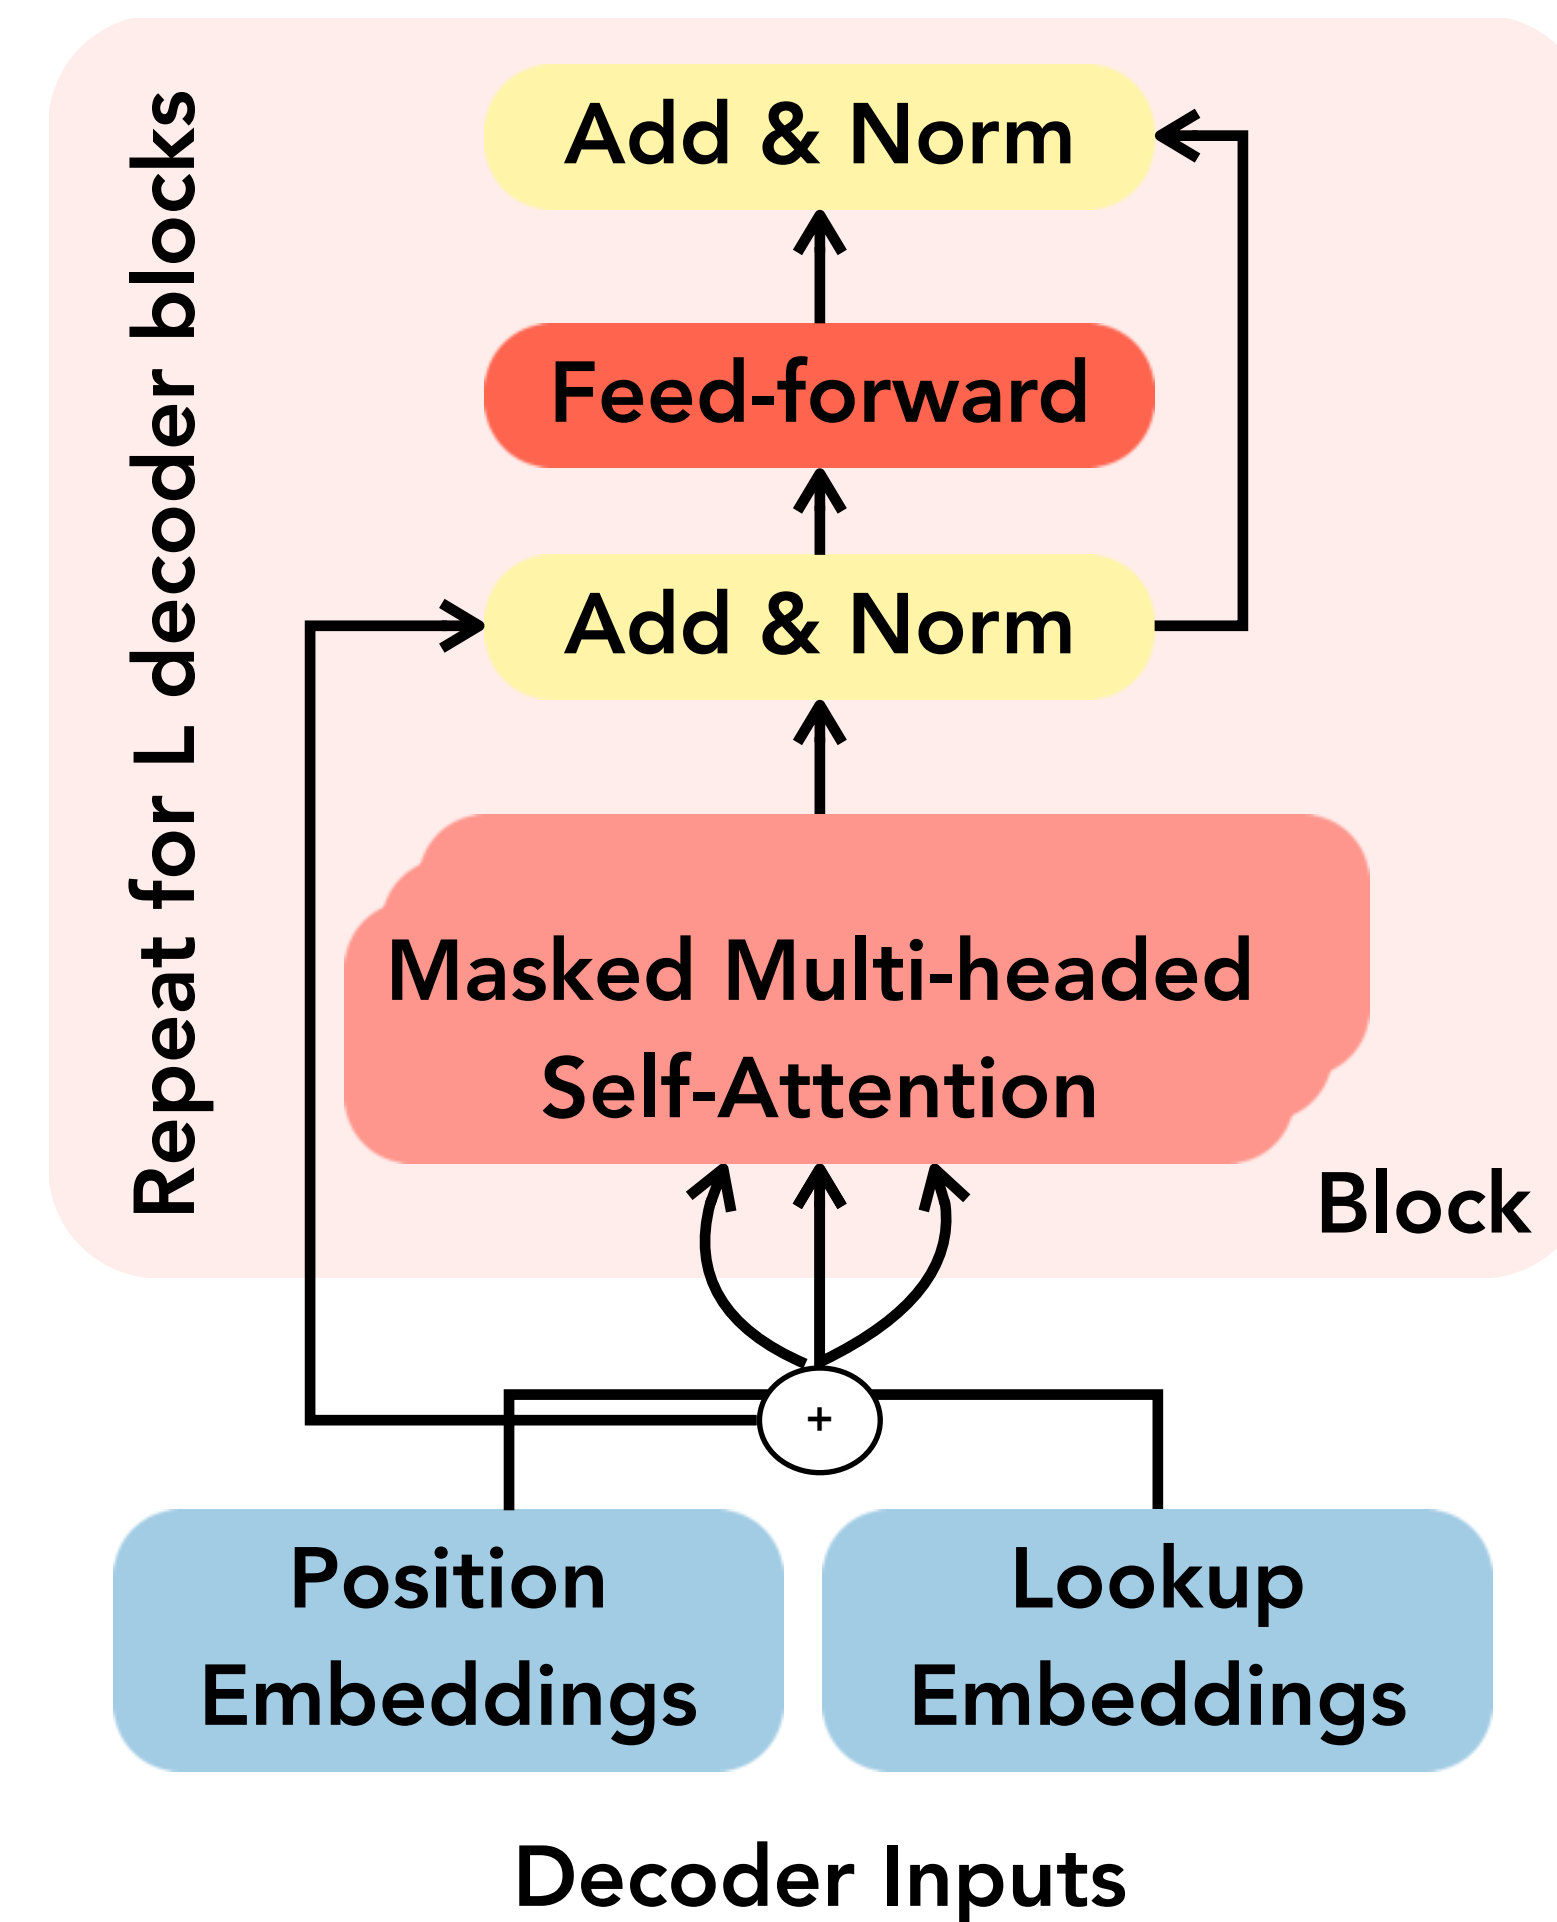 Repeat for L decoder blocks
Add & Norm
Feed-forward
Add & Norm
Masked Multi-headed
Self-Attention
Block
+
Position
Embeddings
Lookup
Embeddings
Decoder Inputs